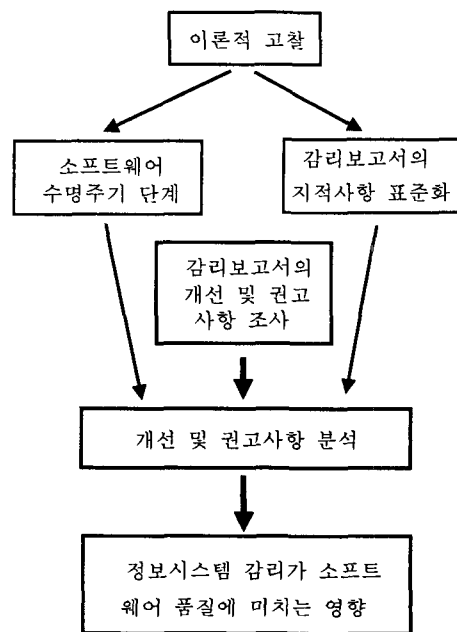 이론적 고찰
소프트웨어
수명주기 단계
감리보고서의
지적사항 표준화
감리보고서의
개선 및 권고
사항 조사
개선 및 권고사항 분석
정보시스템 감리가 소프트
웨어 품질에 미치는 영향